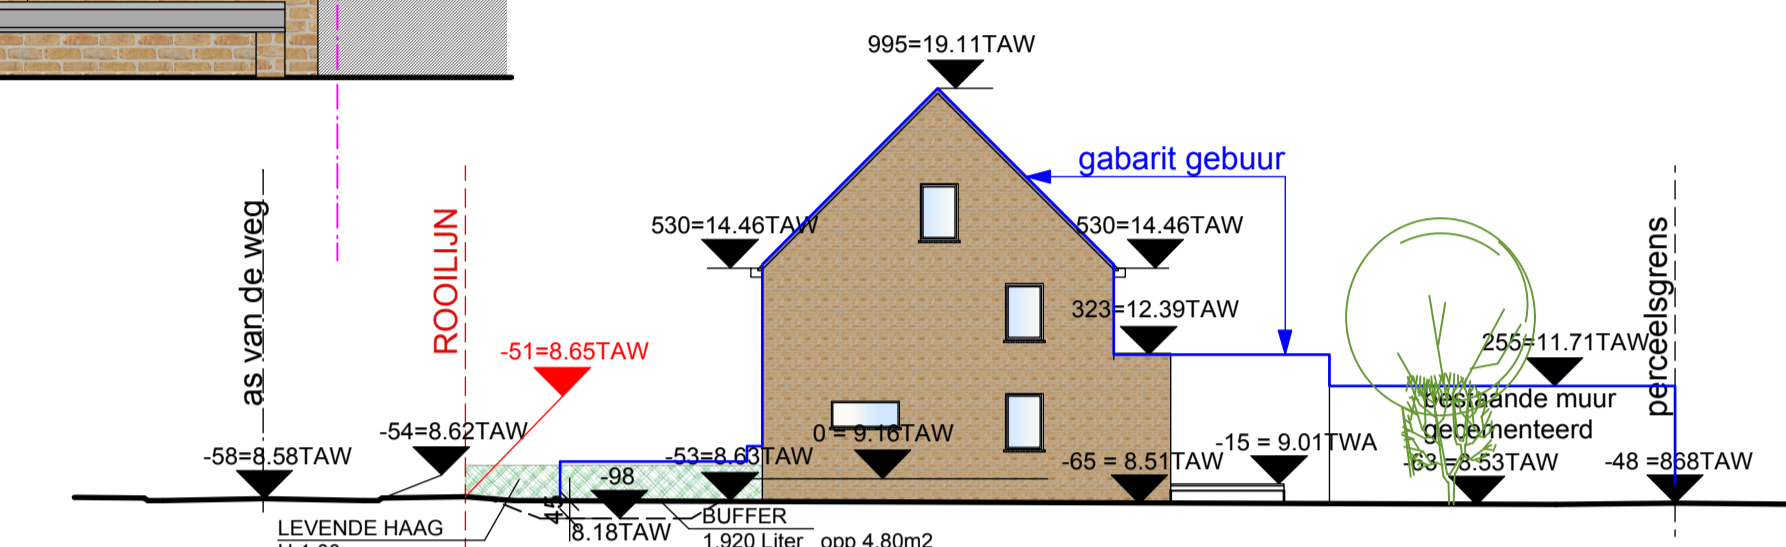 995=19.11TAW
gabarit gebuur
as van de weg
ROOILIJN
530=14.46TAW
530=14.46TAW
perceelsgrens
323=12.39TAW
-51=8.65TAW
255=11.71TAW
bestaande muur
gecementeerd
-54=8.62TAW
0 = 9.16TAW
-15 = 9.01TWA
-58=8.58TAW
-53=8.63TAW
-65 = 8.51TAW
-63=8.53TAW
-48 =868TAW
-98
45
LEVENDE HAAG
8.18TAW
BUFFER
1.920 Liter opp 4.80m2